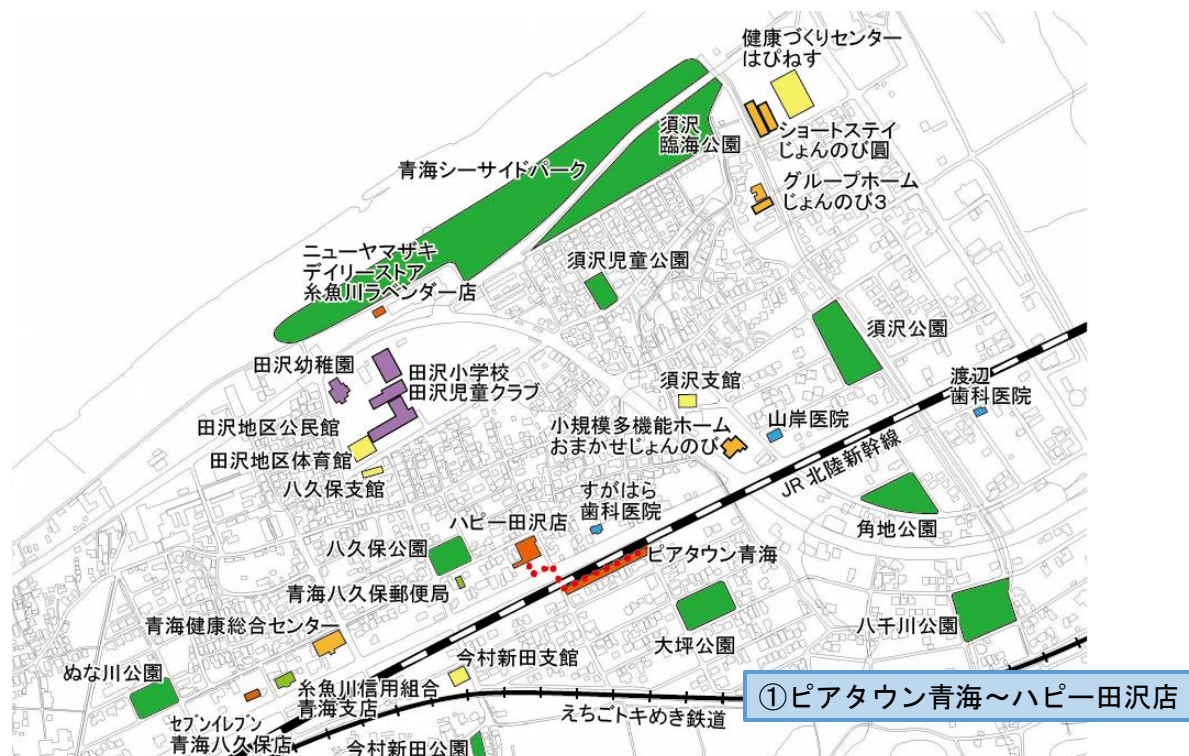 健康づくりセンター
はぴねす
須沢
臨海公園
ショートステイ
じょんのび圓
青海シーサイドパーク
グループホーム
じょんのび3
ニューヤマザキ
デイリーストア
糸魚川ラベンダー店
須沢児童公園
須沢公園
田沢幼稚園
田沢小学校
田沢児童クラブ
須沢支館
渡辺
歯科医院
田沢地区公民館
小規模多機能ホーム
おまかせじょんのび
山岸医院
田沢地区体育館
八久保支館
JR 北陸新幹線
すがはら
歯科医院
ハピー田沢店
角地公園
八久保公園
ピアタウン青海
青海八久保郵便局
青海健康総合センター
大坪公園
八千川公園
ぬな川公園
今村新田支館
糸魚川信用組合
青海支店
セブンイレブン
青海八久保店
えちごトキめき鉄道
今村新田公園
①ピアタウン青海～ハピー田沢店